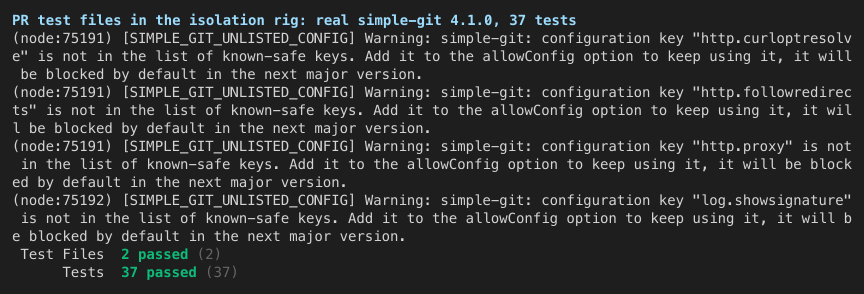 PR test files in the isolation rig: real simple-git 4.1.0, 37 tests
(node:75191) [SIMPLE_GIT_UNLISTED_CONFIG] Warning: simple-git: configuration key "http.curloptresolv
e" is not in the list of known-safe keys. Add it to the allowConfig option to keep using it, it will
 be blocked by default in the next major version.
(node:75191) [SIMPLE_GIT_UNLISTED_CONFIG] Warning: simple-git: configuration key "http.followredirec
ts" is not in the list of known-safe keys. Add it to the allowConfig option to keep using it, it wil
l be blocked by default in the next major version.
(node:75191) [SIMPLE_GIT_UNLISTED_CONFIG] Warning: simple-git: configuration key "http.proxy" is not
 in the list of known-safe keys. Add it to the allowConfig option to keep using it, it will be block
ed by default in the next major version.
(node:75192) [SIMPLE_GIT_UNLISTED_CONFIG] Warning: simple-git: configuration key "log.showsignature"
 is not in the list of known-safe keys. Add it to the allowConfig option to keep using it, it will b
e blocked by default in the next major version.
 Test Files  2 passed (2)
      Tests  37 passed (37)